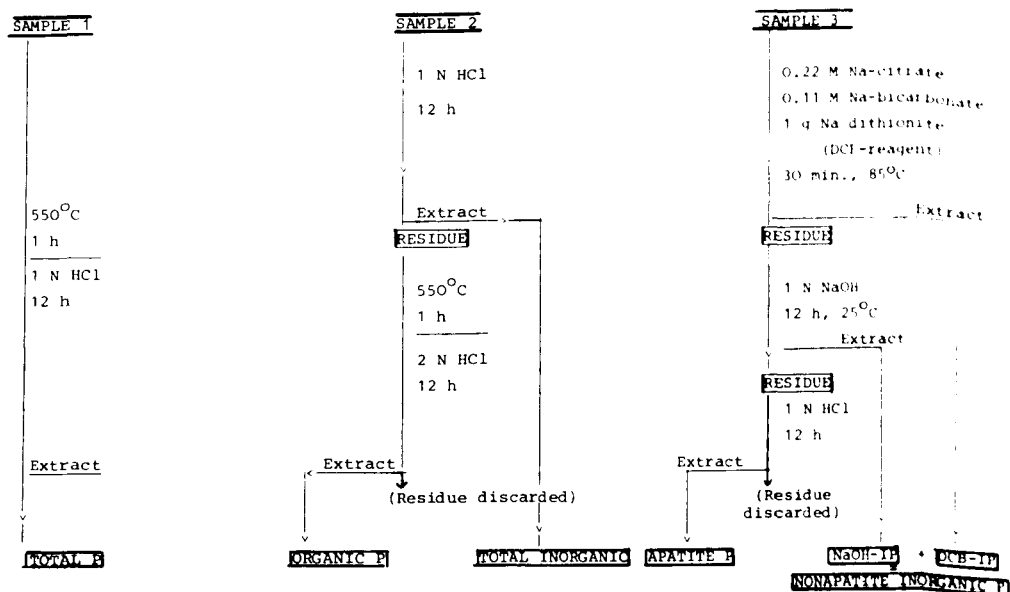 SAMPLE 1
550°C
1 h
1 N HCl
12 h
Extract
TOTAL P
SAMPLE 2
1 N HCl
12 h
Extract
RESIDUE
550°C
1 h
2 N HCl
12 h
Extract
(Residue discarded)
ORGANIC P
TOTAL INORGANIC
SAMPLE 3
0.22 M Na-citrate
0.11 M Na-bicarbonate
1 g Na dithionite
(DCB-reagent)
30 min., 85°C
Extract
RESIDUE
1 N NaOH
12 h, 25°C
Extract
RESIDUE
1 N HCl
12 h
Extract
(Residue
discarded)
APATITE P
NaOH-IP + DCB-IP
NONAPATITE INORGANIC P